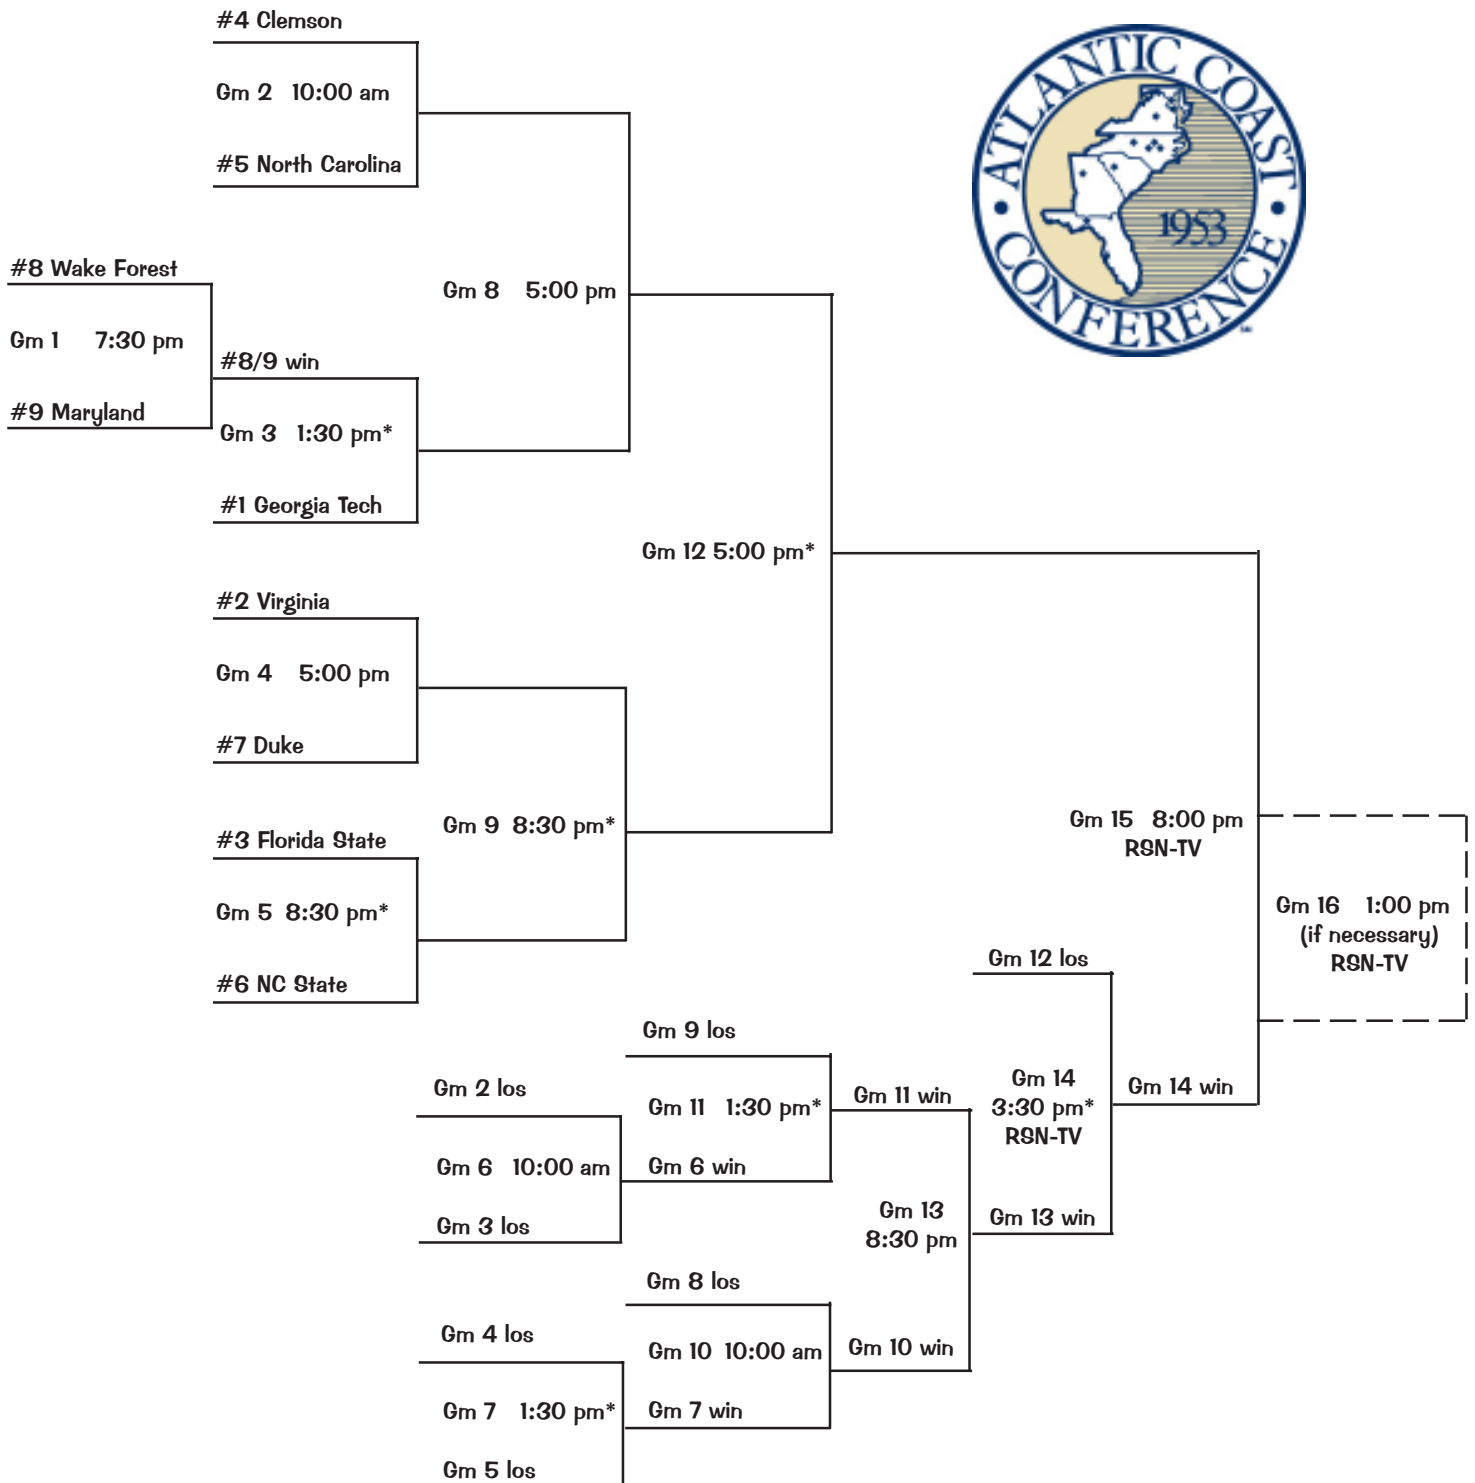 #4 Clemson
Gm 2 10:00 am
#5 North Carolina
ATLANTIC COAST
CONFERENCE
1953
#8 Wake Forest
Gm 1 7:30 pm
#9 Maryland
#8/9 win
Gm 3 1:30 pm*
#1 Georgia Tech
Gm 8 5:00 pm
Gm 12 5:00 pm*
#2 Virginia
Gm 4 5:00 pm
#7 Duke
Gm 9 8:30 pm*
#3 Florida State
Gm 5 8:30 pm*
#6 NC State
Gm 15 8:00 pm
RSN-TV
Gm 16 1:00 pm
(if necessary)
RSN-TV
Gm 12 los
Gm 9 los
Gm 2 los
Gm 11 1:30 pm*
Gm 11 win
Gm 14
3:30 pm*
RSN-TV
Gm 14 win
Gm 6 10:00 am
Gm 6 win
Gm 3 los
Gm 13
8:30 pm
Gm 13 win
Gm 8 los
Gm 4 los
Gm 10 10:00 am
Gm 10 win
Gm 7 1:30 pm*
Gm 7 win
Gm 5 los